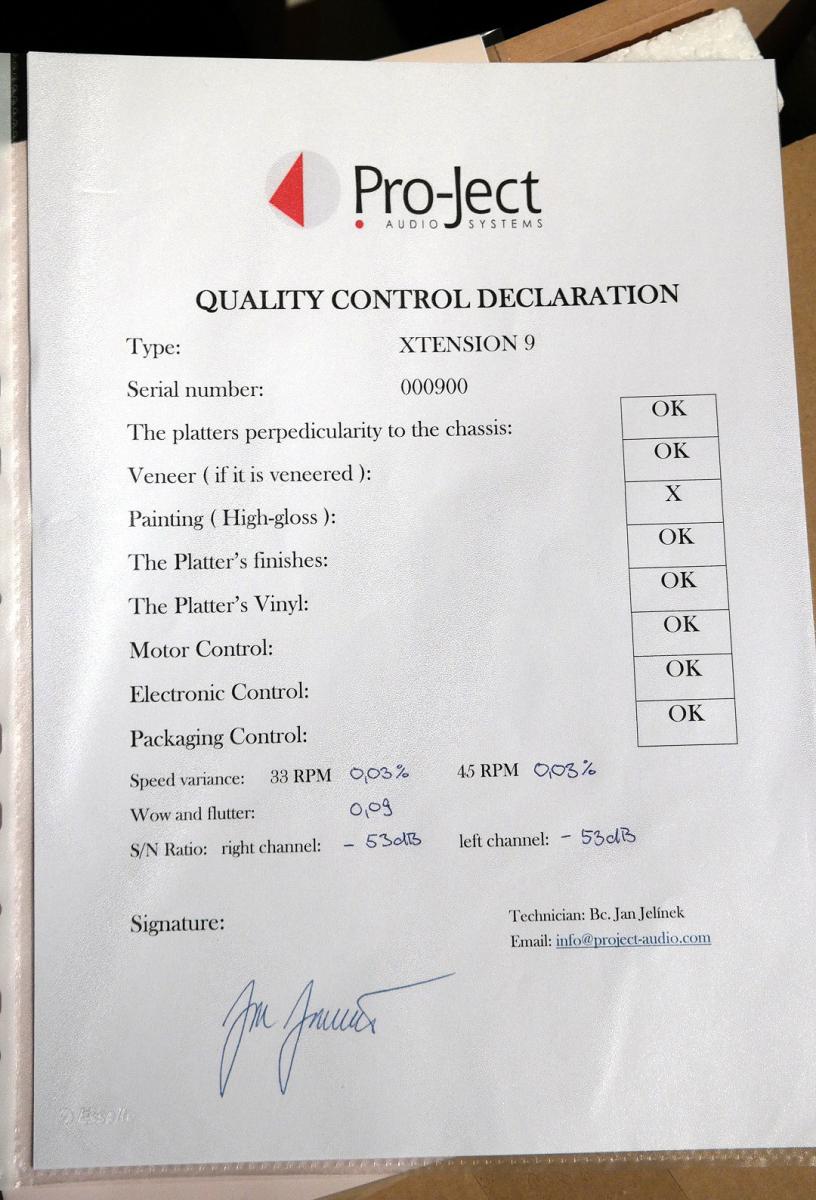 Pro-Ject
AUDIO SYSTEMS
QUALITY CONTROL DECLARATION
Type: XTENSION 9
Serial number: 000900
The platters perpedicularity to the chassis: OK
Veneer ( if it is veneered ): OK
Painting ( High-gloss ): X
The Platter's finishes: OK
The Platter's Vinyl: OK
Motor Control: OK
Electronic Control: OK
Packaging Control: OK
Speed variance: 33 RPM 0,03% 45 RPM 0,03%
Wow and flutter: 0,09
S/N Ratio: right channel: - 53dB left channel: - 53dB
Signature: Technician: Bc. Jan Jelínek
Email: info@project-audio.com